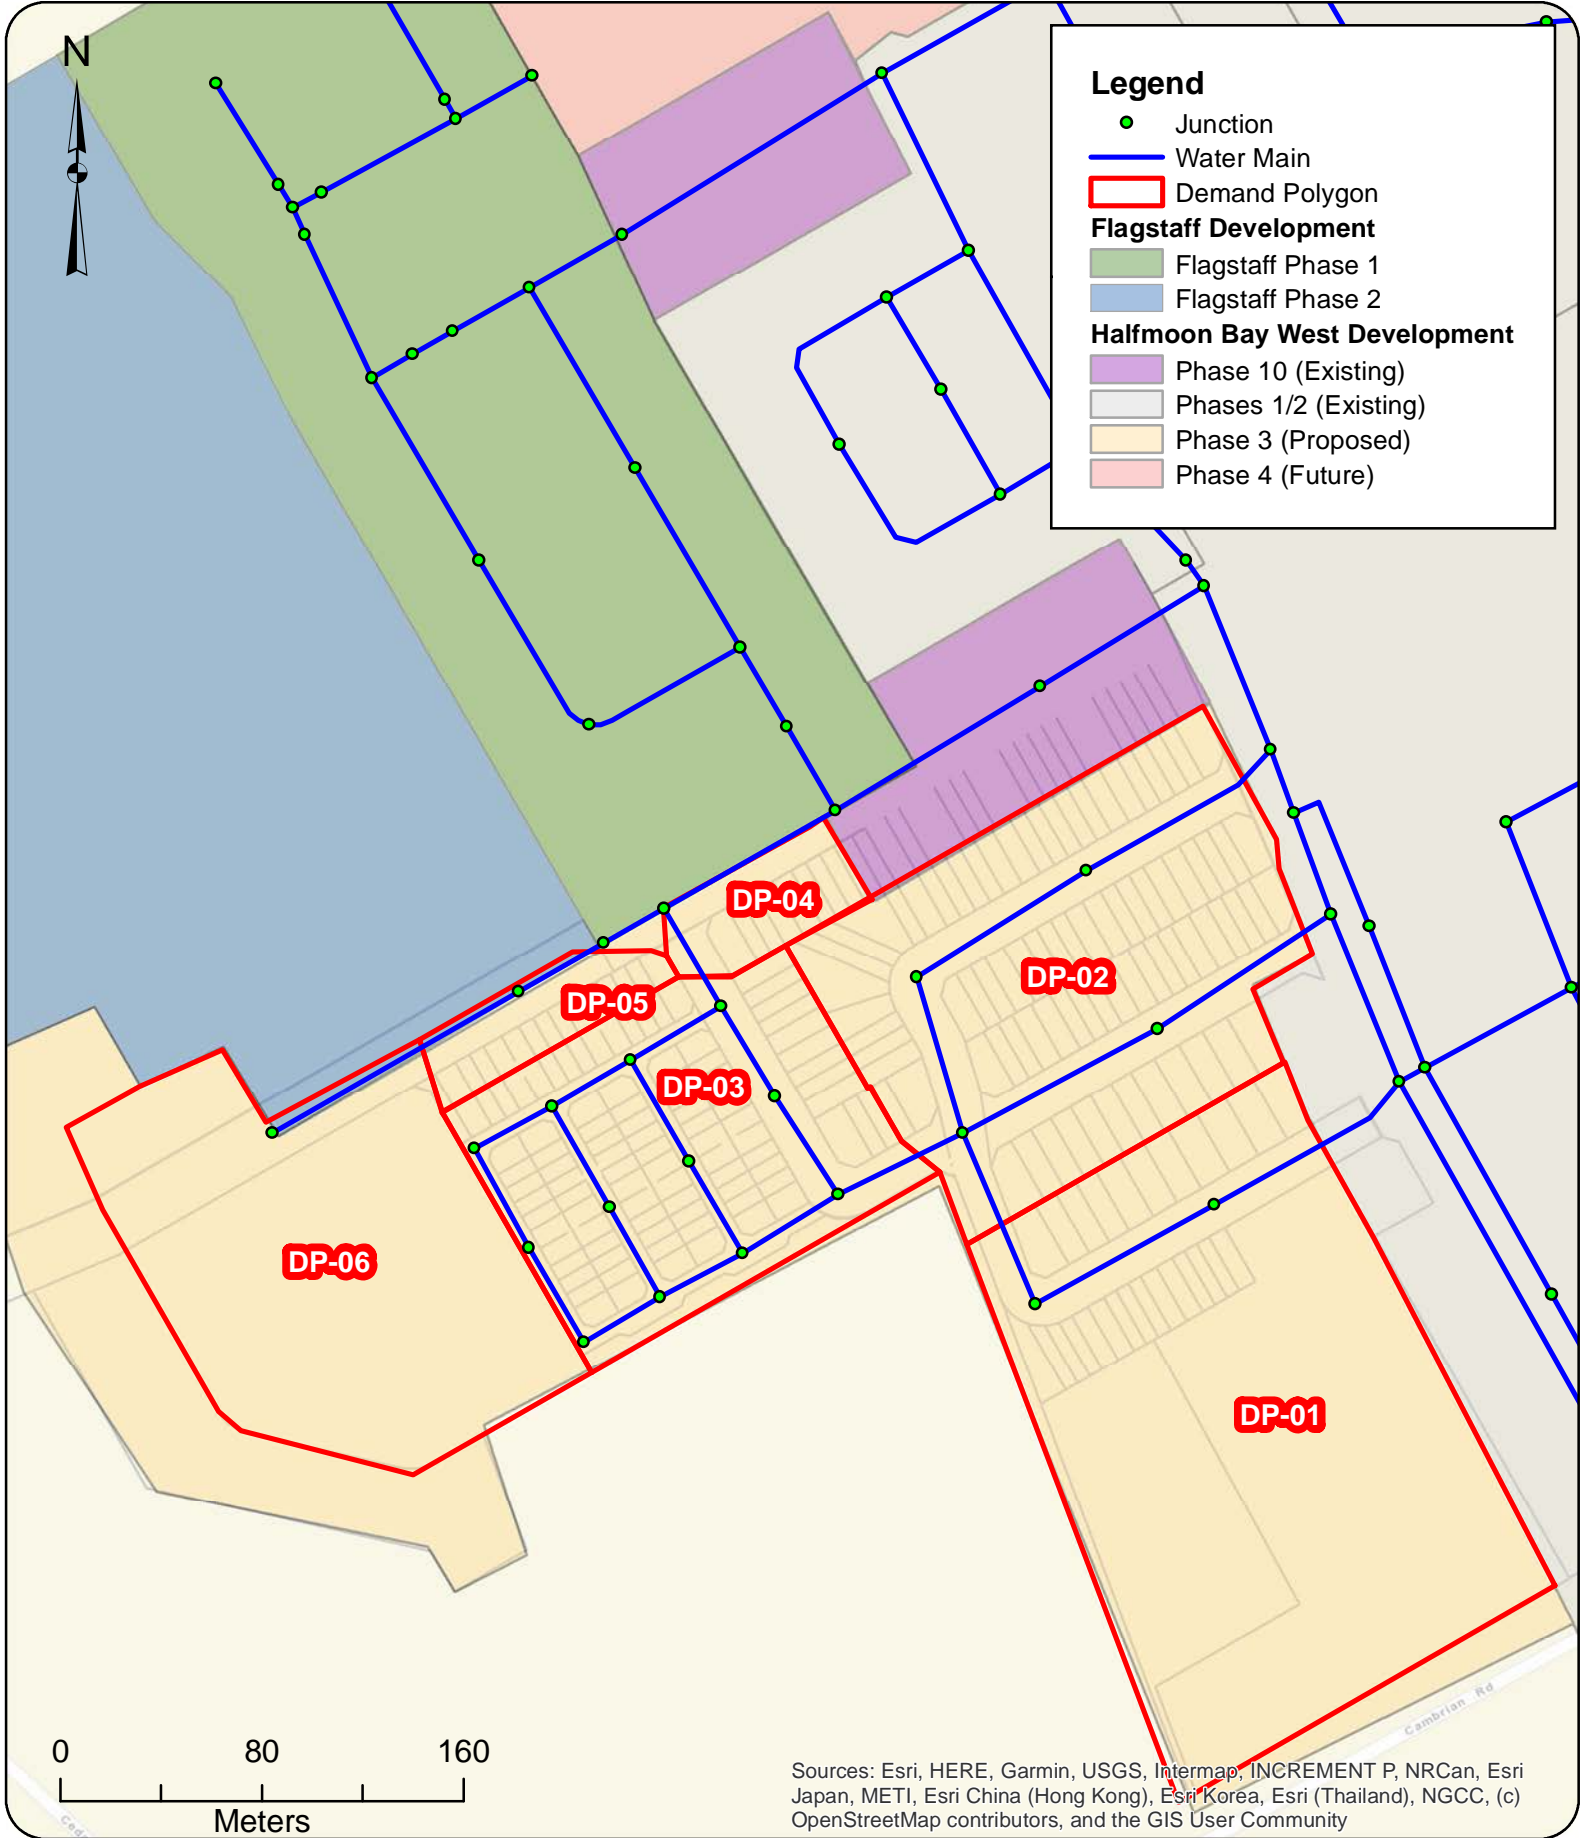 N
Legend
Junction
Water Main
Demand Polygon
Flagstaff Development
Flagstaff Phase 1
Flagstaff Phase 2
Halfmoon Bay West Development
Phase 10 (Existing)
Phases 1/2 (Existing)
Phase 3 (Proposed)
Phase 4 (Future)
DP-04
DP-02
DP-05
DP-03
DP-06
DP-01
Cambrian Rd
0 80 160
Meters
Sources: Esri, HERE, Garmin, USGS, Intermap, INCREMENT P, NRCan, Esri
Japan, METI, Esri China (Hong Kong), Esri Korea, Esri (Thailand), NGCC, (c)
OpenStreetMap contributors, and the GIS User Community